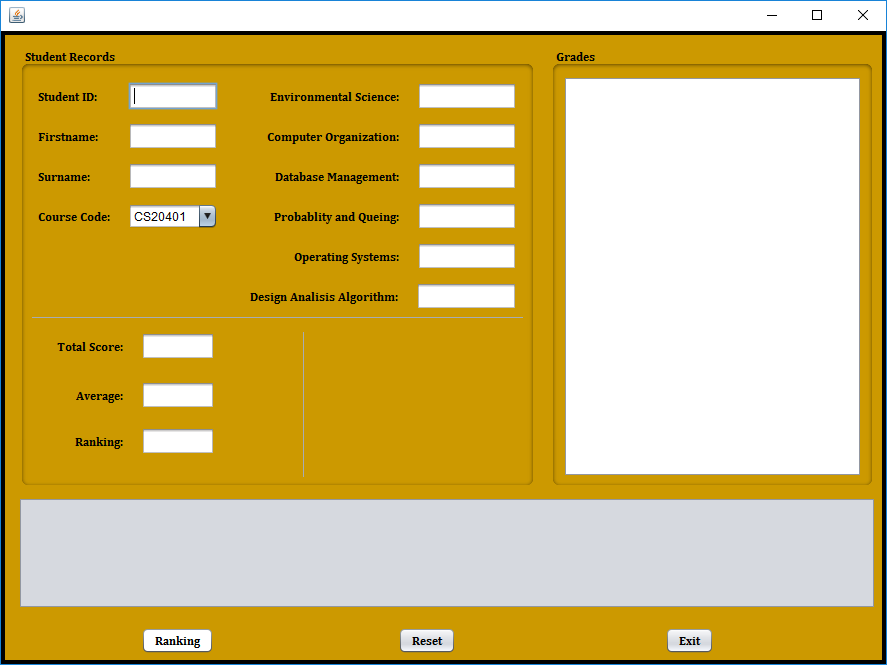 Student Records
Student ID:
Firstname:
Surname:
Course Code: CS20401
Environmental Science:
Computer Organization:
Database Management:
Probablity and Queing:
Operating Systems:
Design Analisis Algorithm:
Total Score:
Average:
Ranking:
Grades
Ranking
Reset
Exit